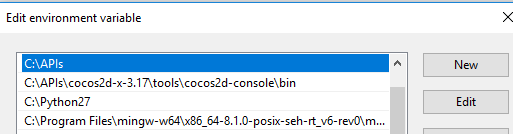 Edit environment variable
C:\APIs
New
C:\APIs\cocos2d-x-3.17\tools\cocos2d-console\bin
C:\Python27
Edit
C:\Program Files\mingw-w64\x86_64-8.1.0-posix-seh-rt_v6-rev0\m...